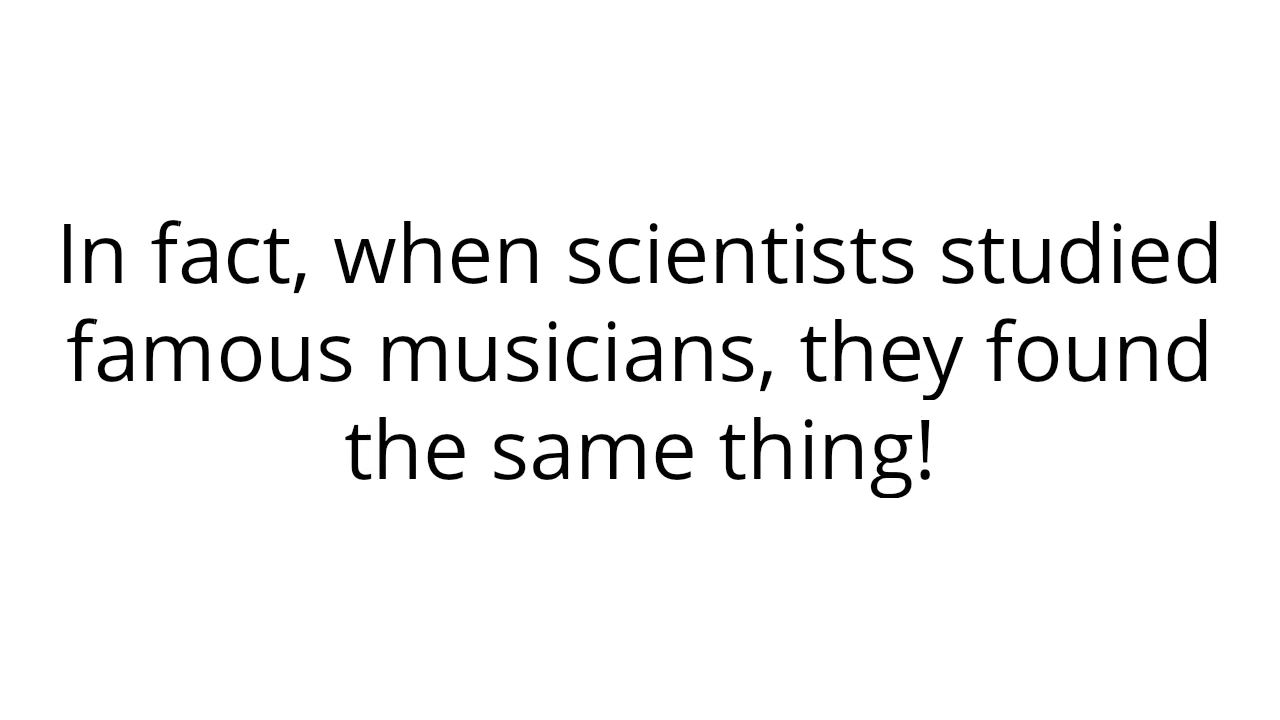 In fact, when scientists studied
famous musicians, they found
the same thing!